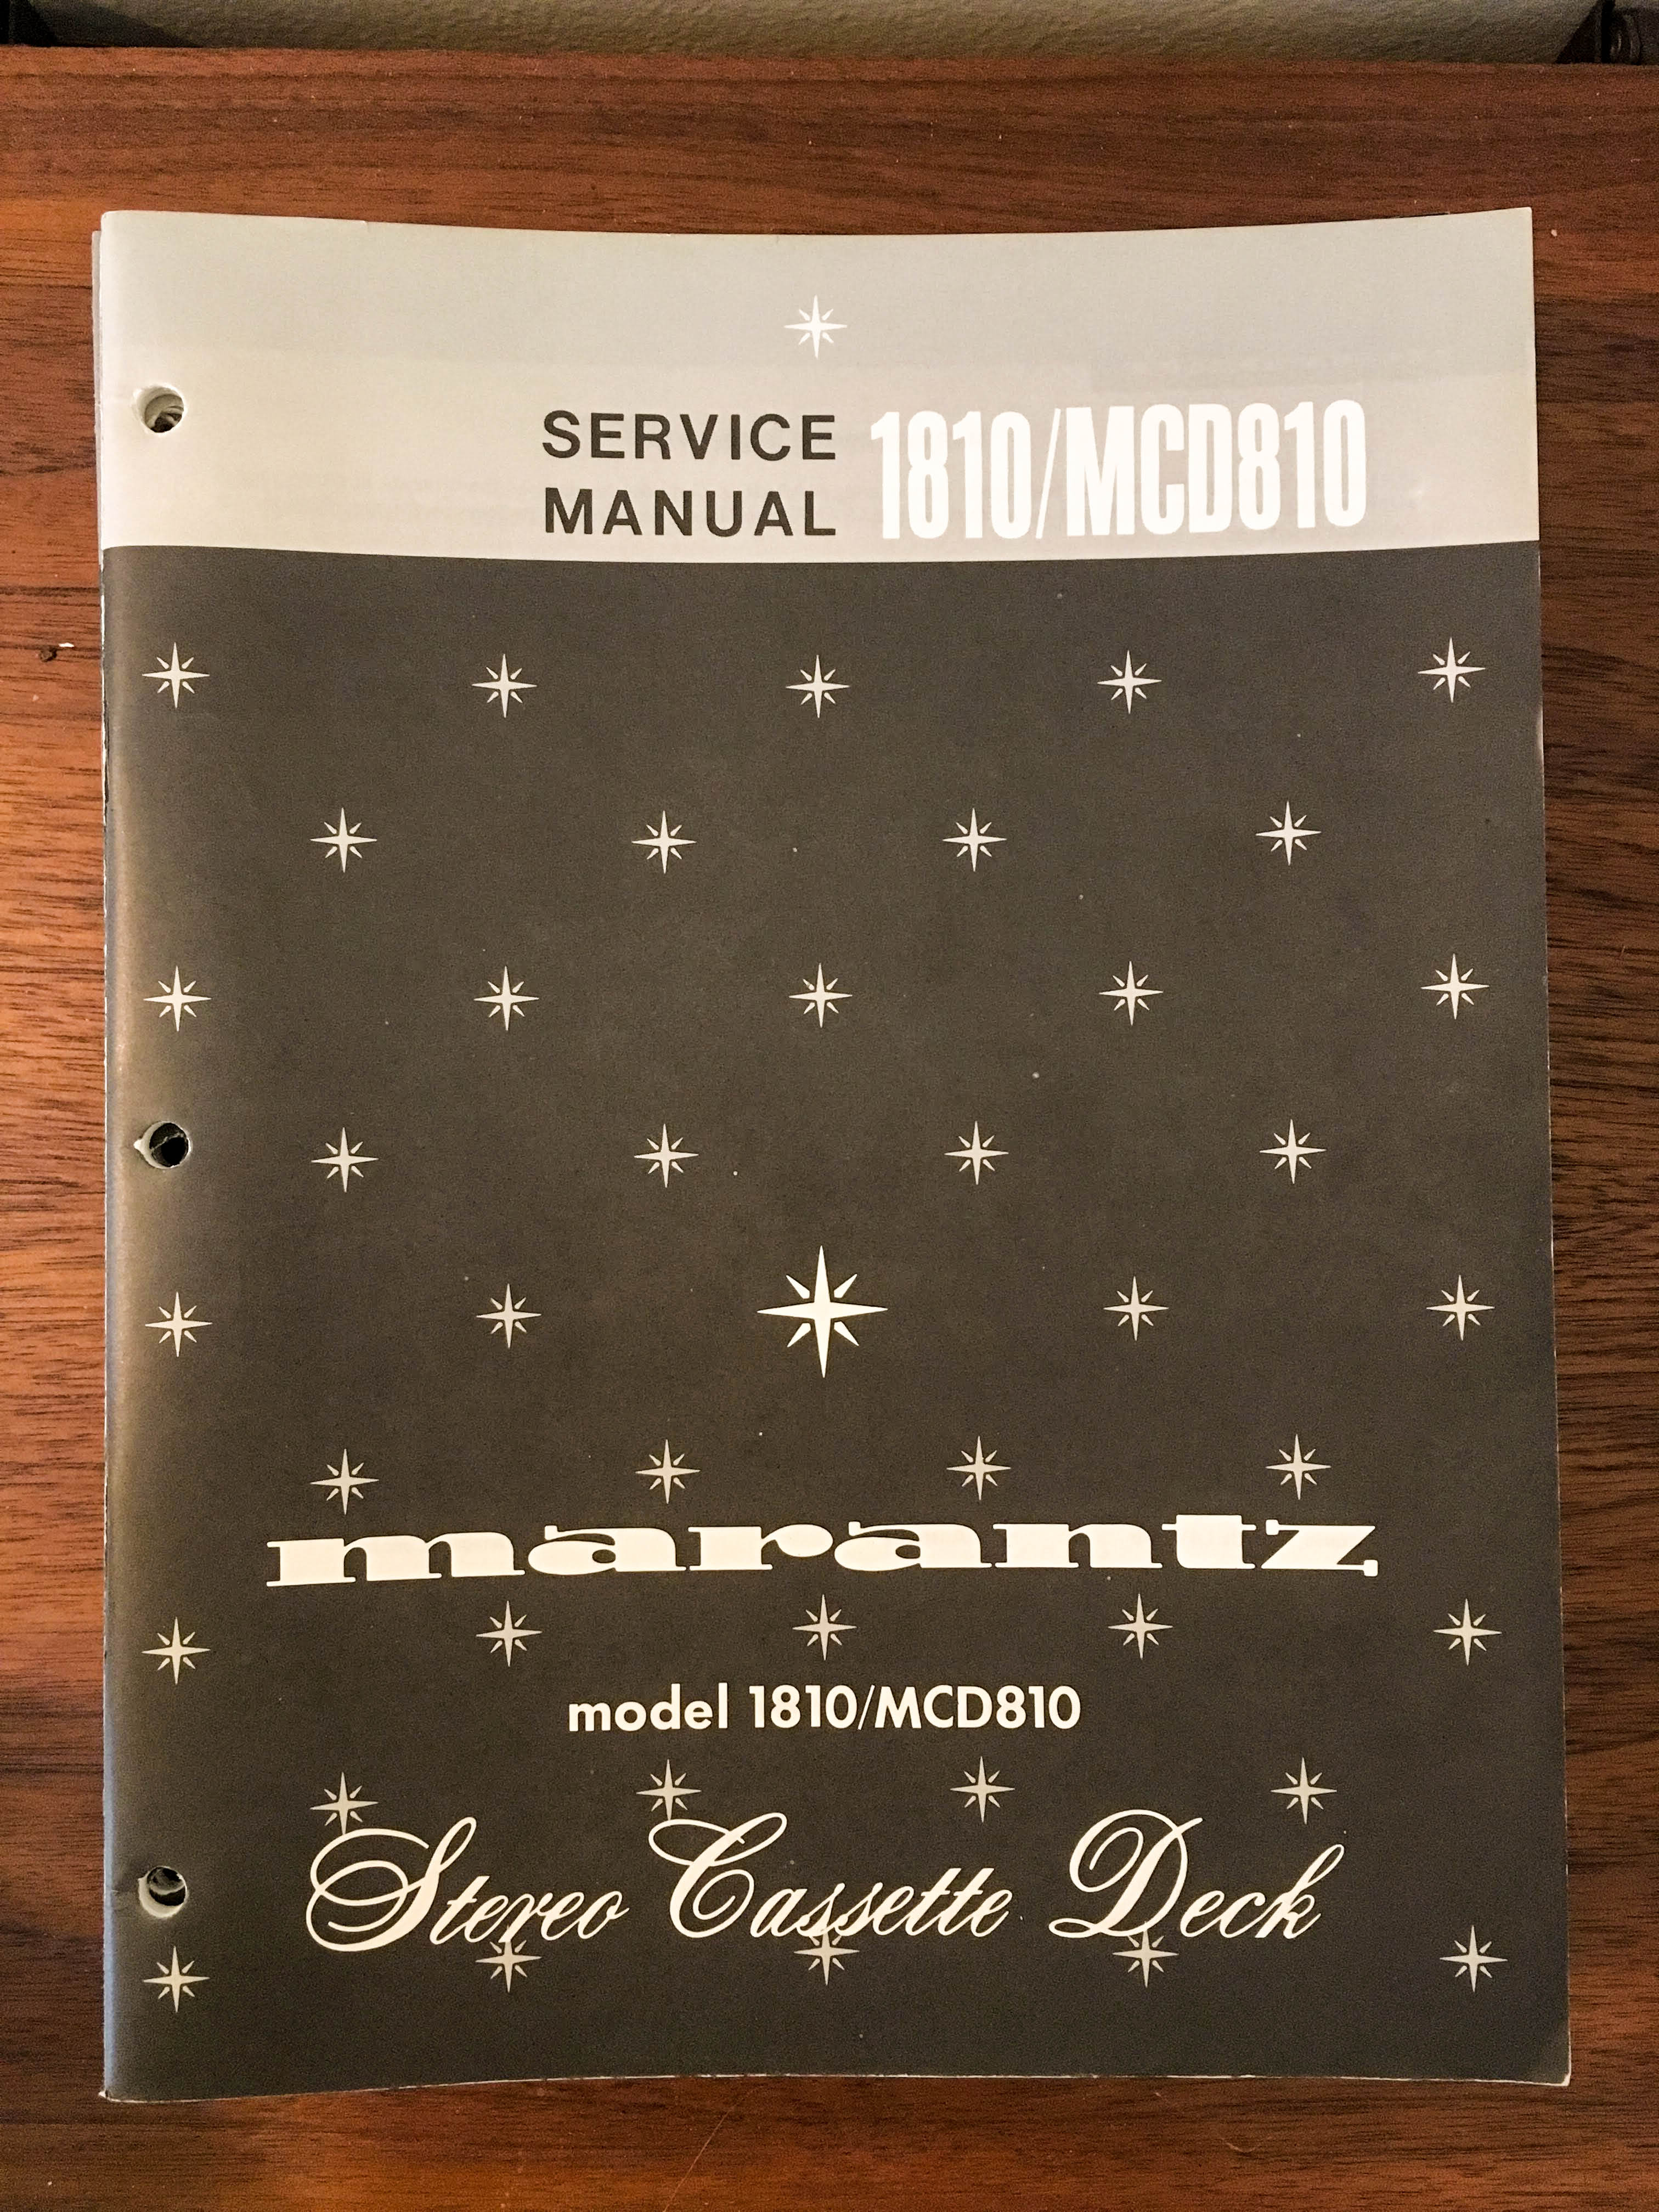 SERVICE
MANUAL
1810/MCD810
marantz
model 1810/MCD810
Stereo Cassette Deck